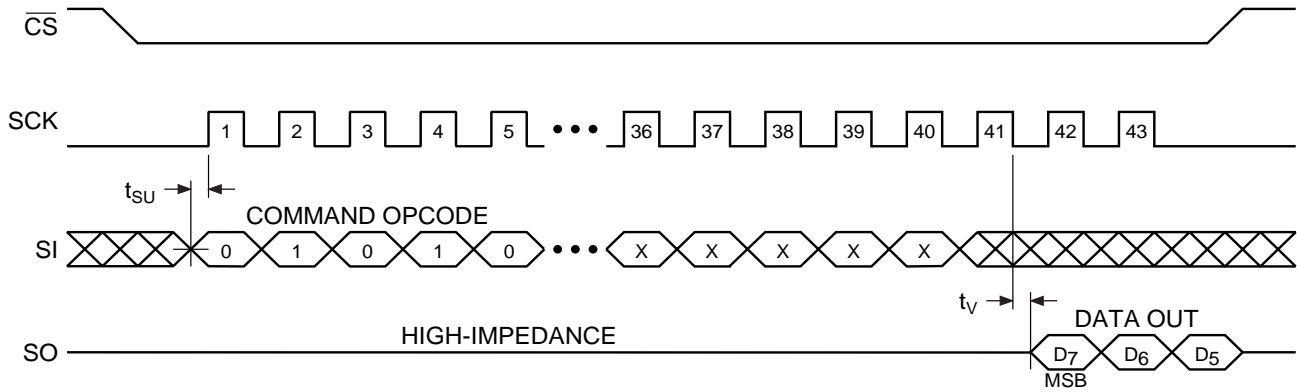 CS
SCK
1 2 3 4 5 ••• 36 37 38 39 40 41 42 43
tSU
COMMAND OPCODE
SI
0 1 0 1 0 ••• X X X X X
tV
HIGH-IMPEDANCE
DATA OUT
SO
D7 D6 D5
MSB